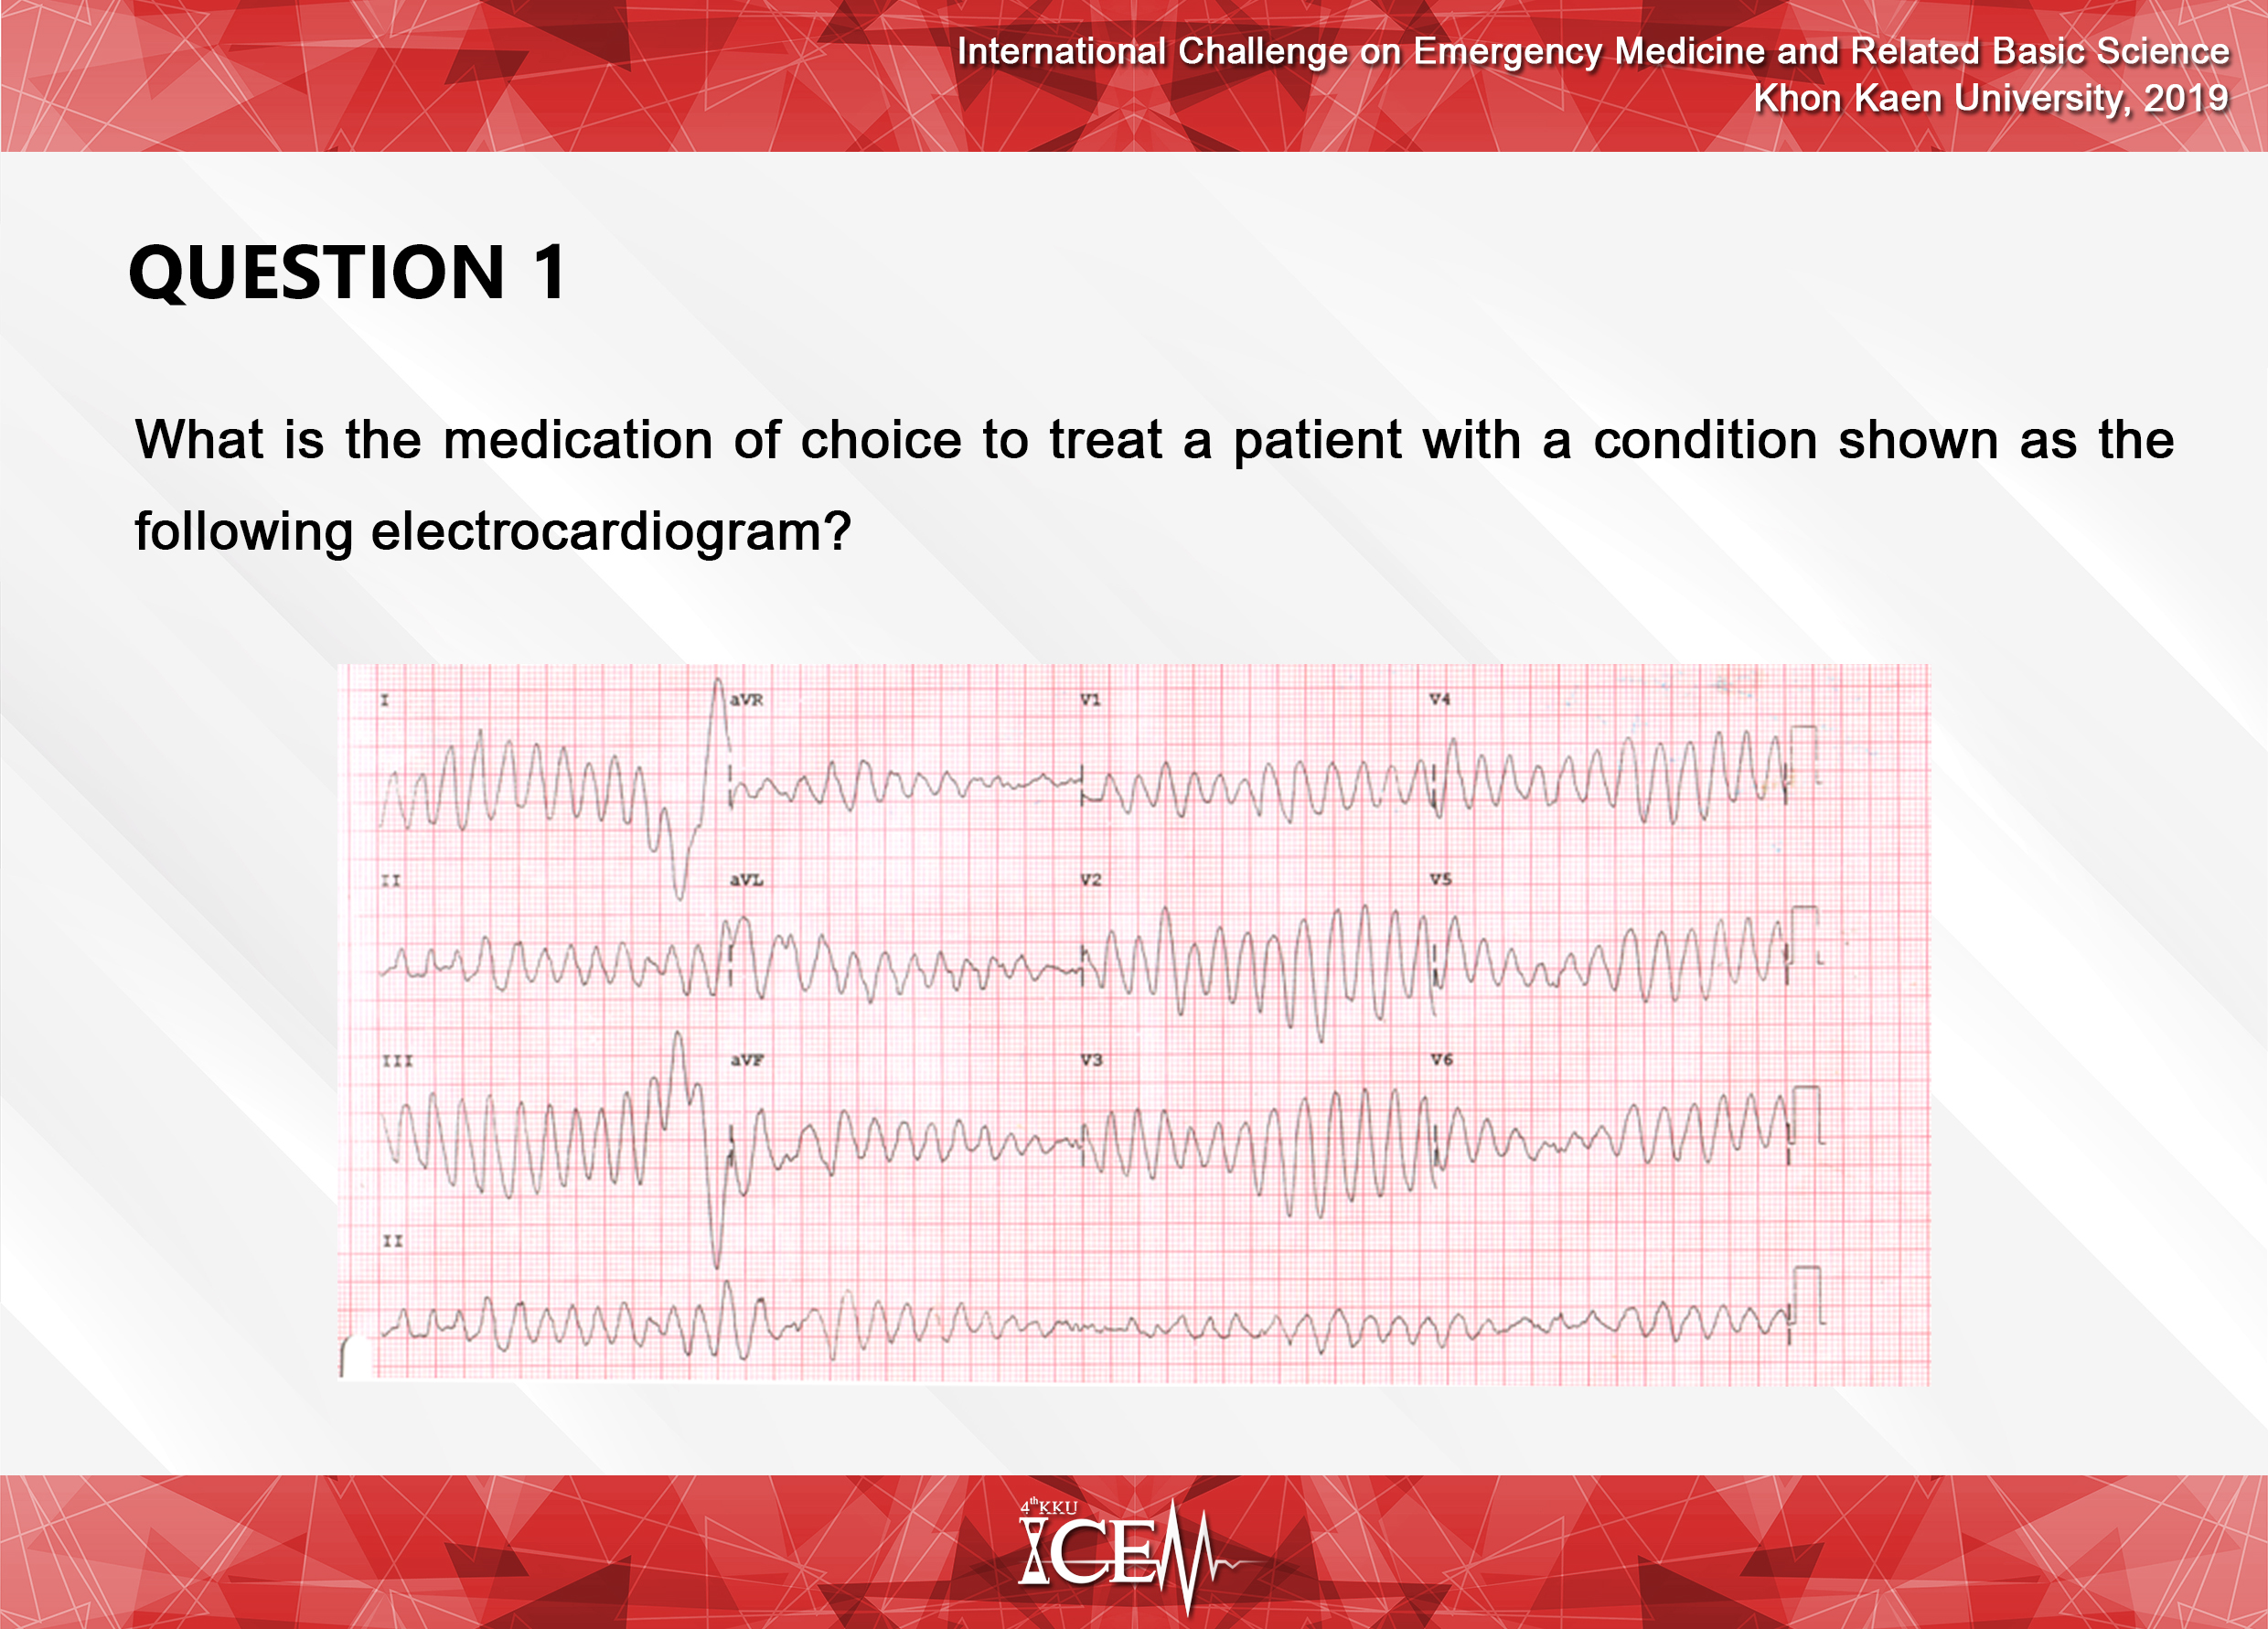 International Challenge on Emergency Medicine and Related Basic Science
Khon Kaen University, 2019
QUESTION 1
What is the medication of choice to treat a patient with a condition shown as the
following electrocardiogram?
I aVR V1 V4
II aVL V2 V5
III aVF V3 V6
II
4th KKU
ICEM